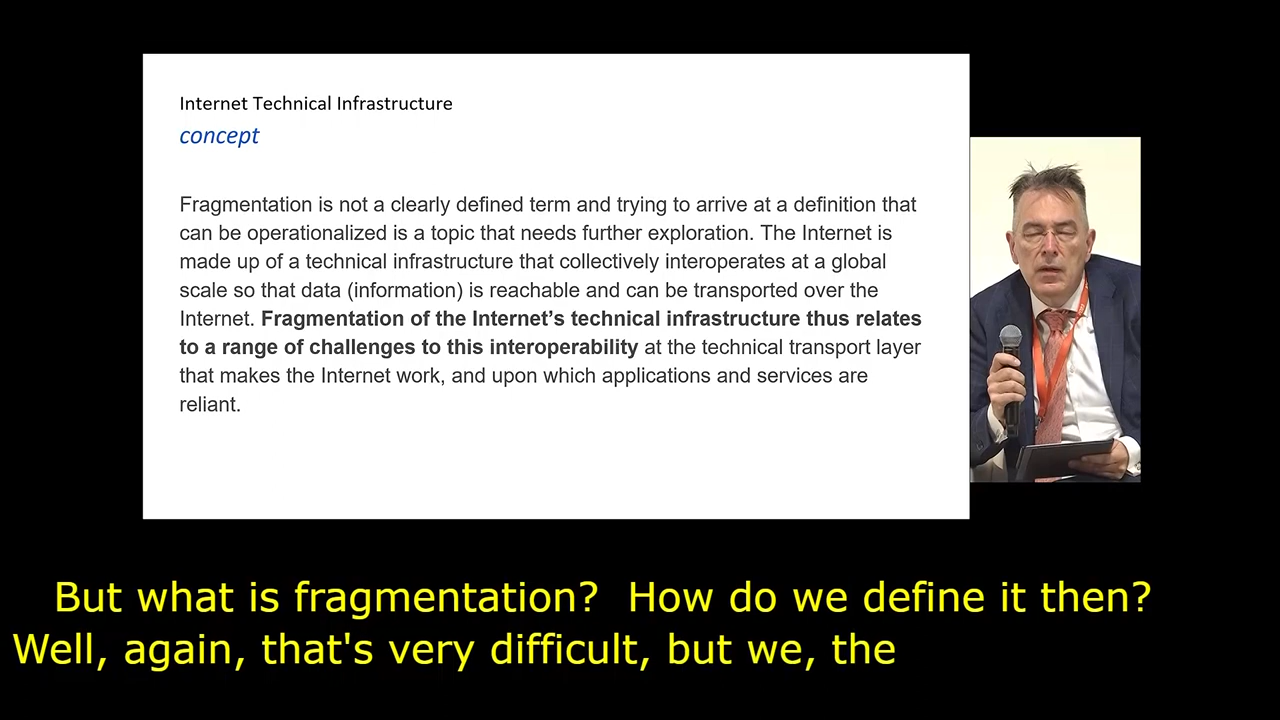 Internet Technical Infrastructure
concept
Fragmentation is not a clearly defined term and trying to arrive at a definition that
can be operationalized is a topic that needs further exploration. The Internet is
made up of a technical infrastructure that collectively interoperates at a global
scale so that data (information) is reachable and can be transported over the
Internet. Fragmentation of the Internet’s technical infrastructure thus relates
to a range of challenges to this interoperability at the technical transport layer
that makes the Internet work, and upon which applications and services are
reliant.
But what is fragmentation?  How do we define it then?
Well, again, that's very difficult, but we, the